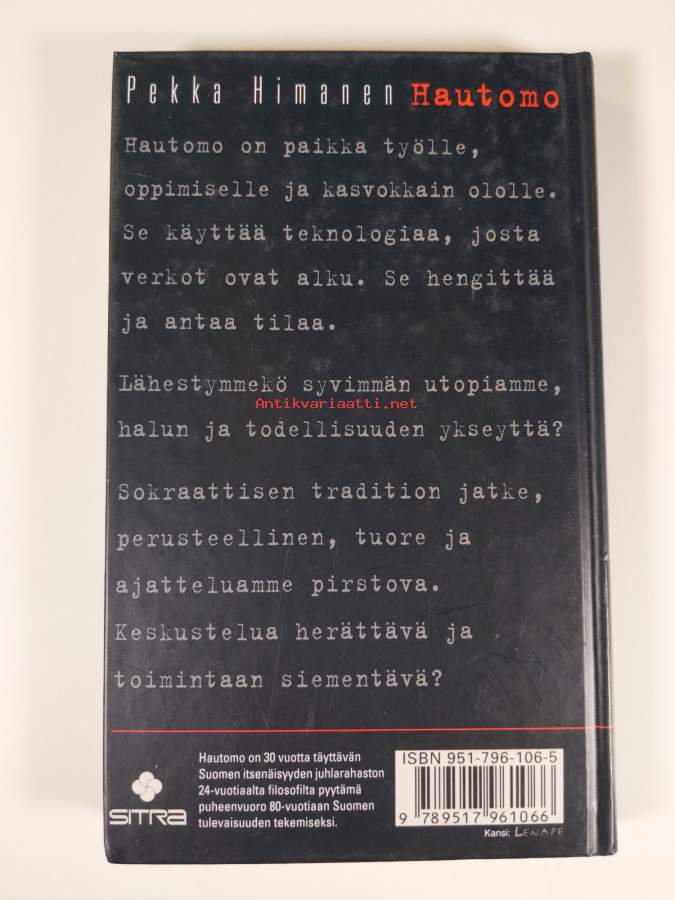 Pekka Himanen Hautomo
Hautomo on paikka työlle,
oppimiselle ja kasvokkain ololle.
Se käyttää teknologiaa, josta
verkot ovat alku. Se hengittää
ja antaa tilaa.
Lähestymmekö syvimmän utopiamme,
Antikvariaatti.net
halun ja todellisuuden ykseyttä?
Sokraattisen tradition jatke,
perusteellinen, tuore ja
ajatteluamme pirstova.
Keskustelua herättävä ja
toimintaan siementävä?
SITRA
Hautomo on 30 vuotta täyttävän
Suomen itsenäisyyden juhlarahaston
24-vuotiaalta filosofilta pyytämä
puheenvuoro 80-vuotiaan Suomen
tulevaisuuden tekemiseksi.
ISBN 951-796-106-5
9 789517 961066
Kansi: LENAPE